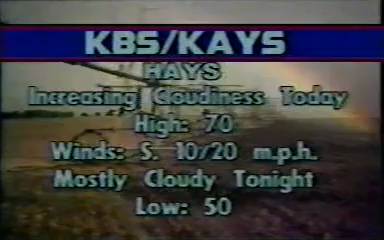 KBS/KAYS
HAYS
Increasing Cloudiness Today
High: 70
Winds: S. 10/20 m.p.h.
Mostly Cloudy Tonight
Low: 50